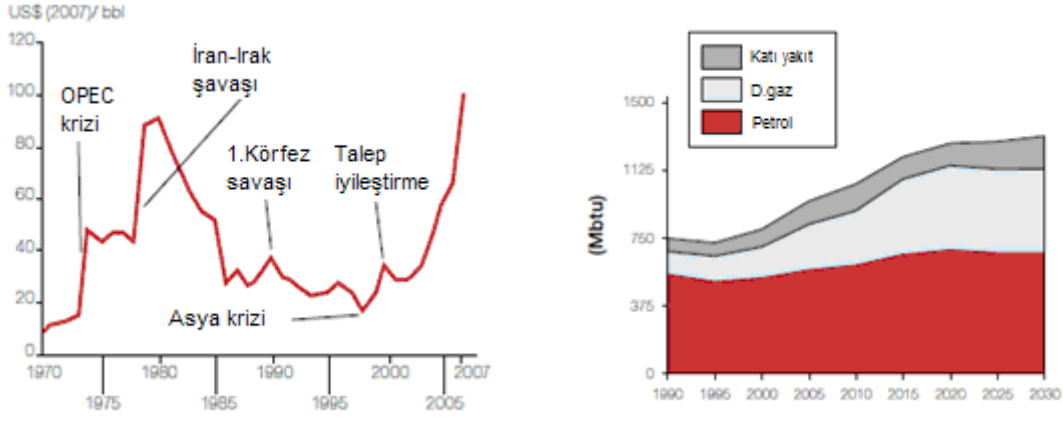 US$ (2007)/ bbl
120
100
80
60
40
20
0
OPEC
krizi
İran-Irak
şavaşı
1.Körfez
savaşı
Talep
iyileştirme
Asya krizi
1970
1980
1990
2000
2007
1975
1985
1995
2005
Katı yakıt
D.gaz
Petrol
(Mbtu)
1500
1125
750
375
0
1990 1995 2000 2005 2010 2015 2020 2025 2030